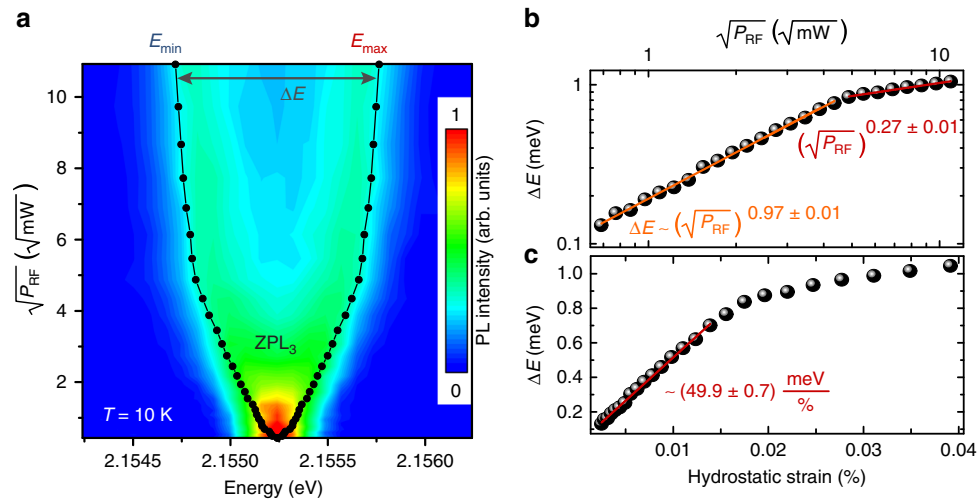 a
E_min
E_max
ΔE
10
8
6
4
2
√P_RF (√mW)
ZPL_3
T = 10 K
1
0
PL intensity (arb. units)
2.1545
2.1550
2.1555
2.1560
Energy (eV)
b
√P_RF (√mW)
1
10
1
0.1
ΔE (meV)
(√P_RF)^0.27 ± 0.01
ΔE ~ (√P_RF)^0.97 ± 0.01
c
1.0
0.8
0.6
0.4
0.2
ΔE (meV)
~ (49.9 ± 0.7) meV/%
0
0.01
0.02
0.03
0.04
Hydrostatic strain (%)